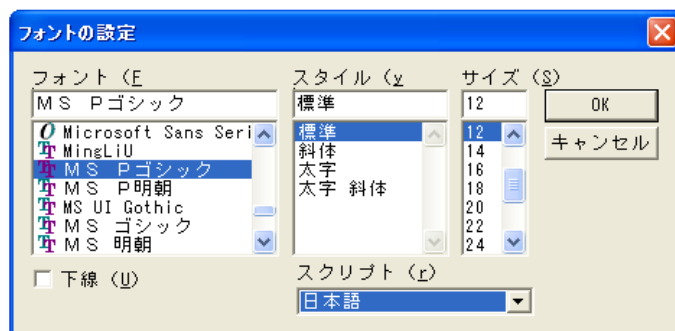 フォントの設定
フォント (F
スタイル (y
サイズ (S)
MS Pゴシック
標準
12
OK
Microsoft Sans Seri
MingLiU
MS Pゴシック
MS P明朝
MS UI Gothic
MS ゴシック
MS 明朝
標準
斜体
太字
太字 斜体
12
14
16
18
20
22
24
キャンセル
下線 (U)
スクリプト (r)
日本語